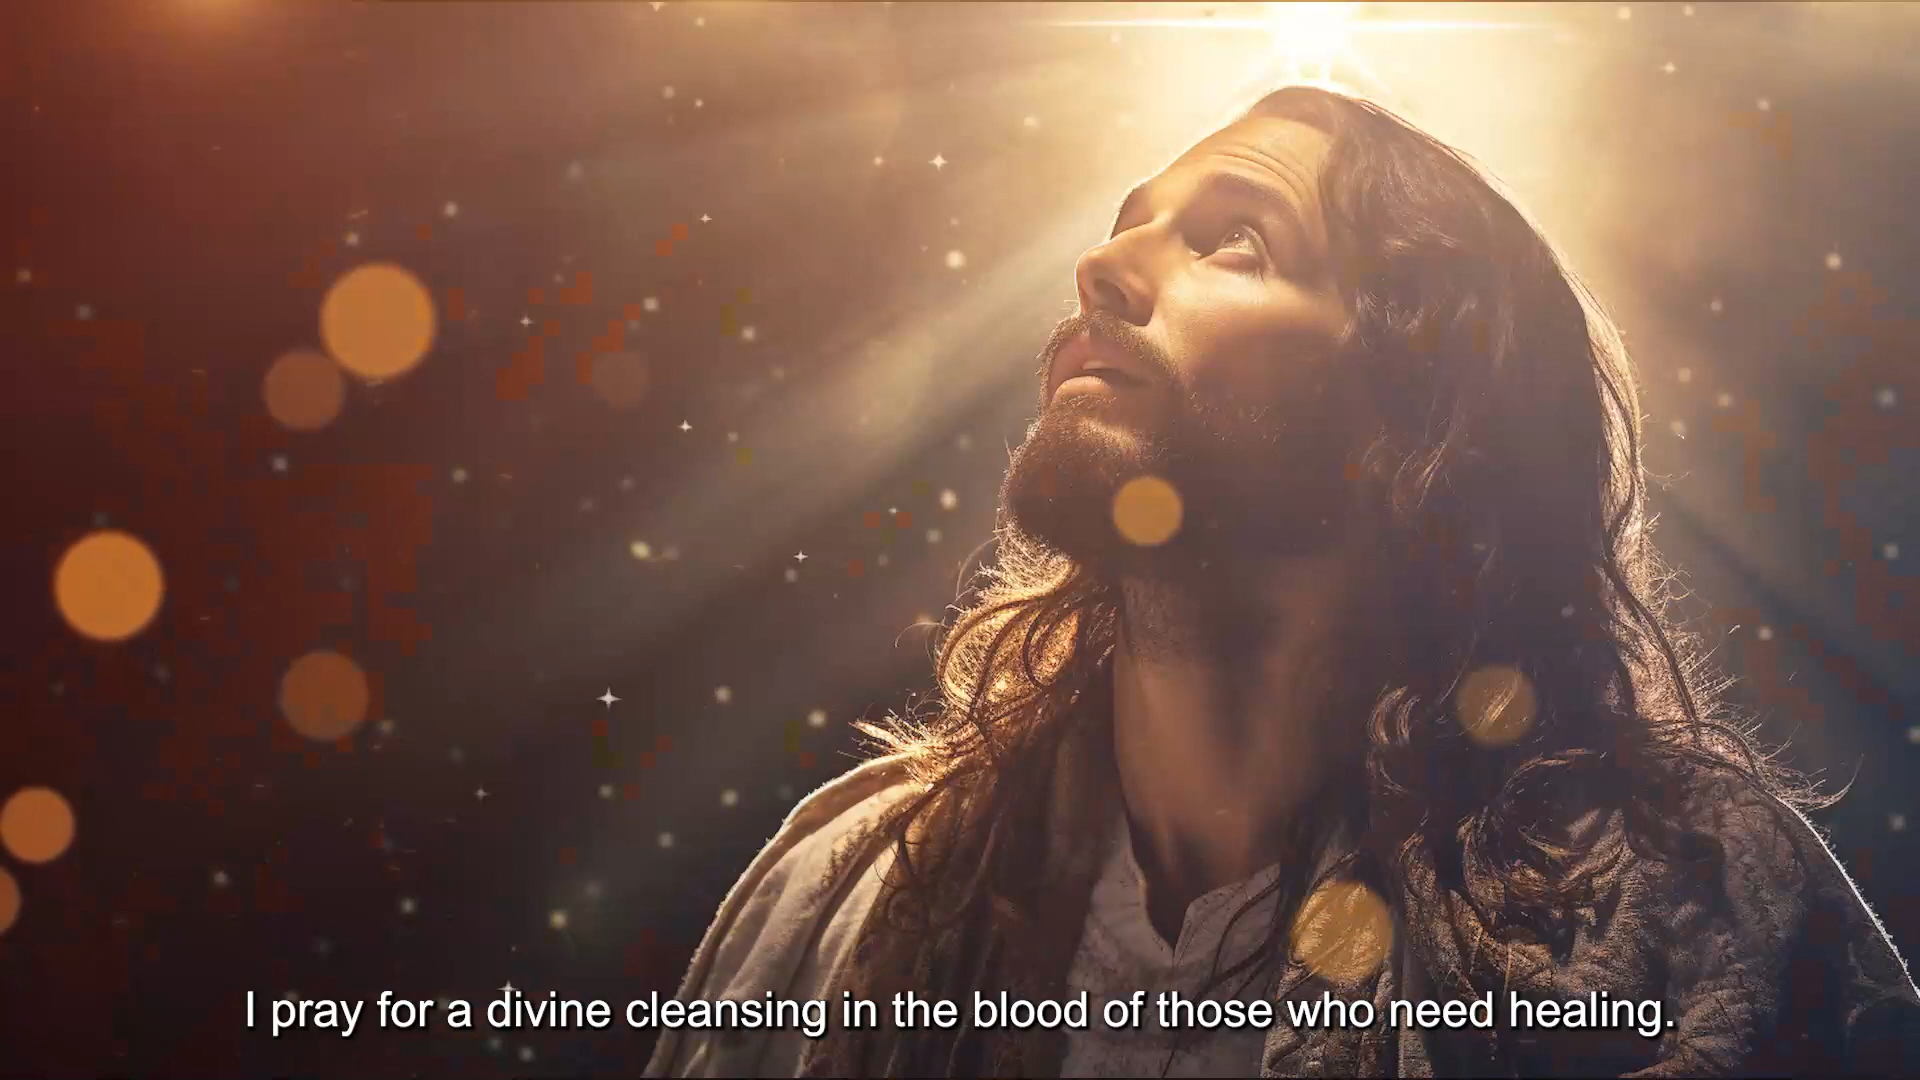 I pray for a divine cleansing in the blood of those who need healing.